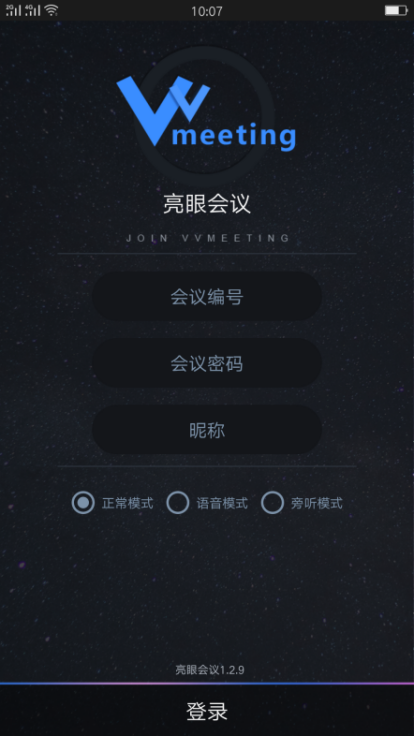 2G 4G 10:07
VVmeeting
亮眼会议
JOIN VVMEETING
会议编号
会议密码
昵称
正常模式 语音模式 旁听模式
亮眼会议1.2.9
登录